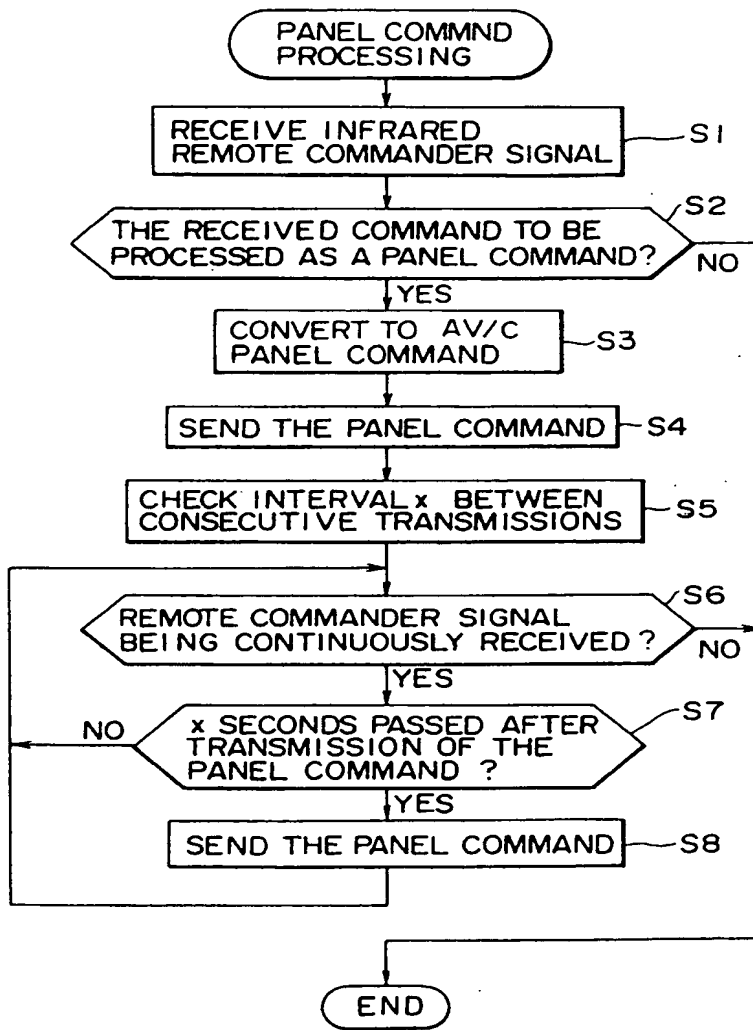 PANEL COMMND
PROCESSING
RECEIVE INFRARED
REMOTE COMMANDER SIGNAL
S1
THE RECEIVED COMMAND TO BE
PROCESSED AS A PANEL COMMAND?
S2
NO
YES
CONVERT TO AV/C
PANEL COMMAND
S3
SEND THE PANEL COMMAND
S4
CHECK INTERVAL x BETWEEN
CONSECUTIVE TRANSMISSIONS
S5
REMOTE COMMANDER SIGNAL
BEING CONTINUOUSLY RECEIVED ?
S6
NO
YES
x SECONDS PASSED AFTER
TRANSMISSION OF THE
PANEL COMMAND ?
S7
NO
YES
SEND THE PANEL COMMAND
S8
END